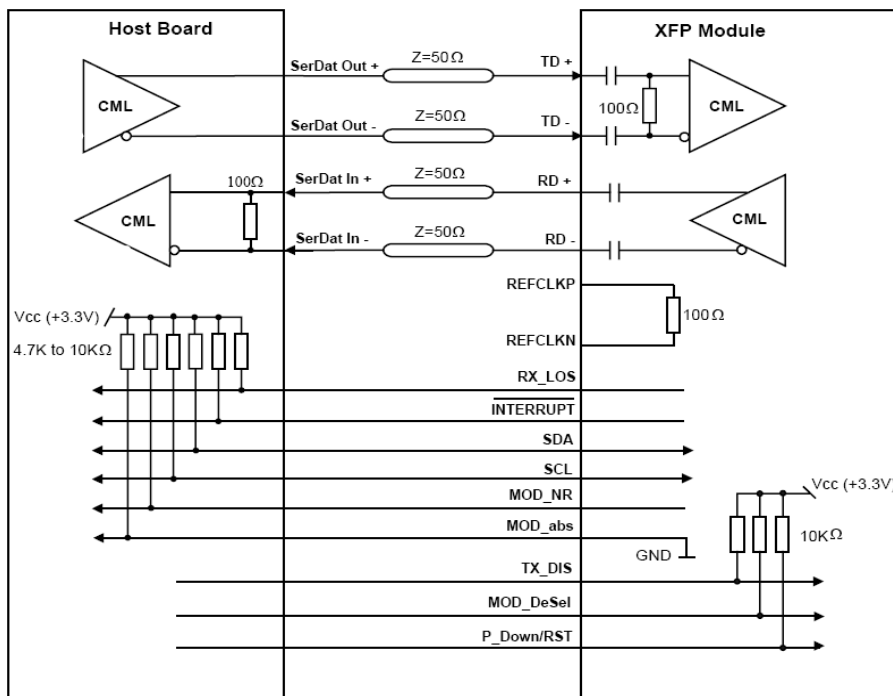 Host Board
XFP Module
SerDat Out +
Z=50Ω
TD +
CML
100Ω
CML
SerDat Out -
Z=50Ω
TD -
SerDat In +
Z=50Ω
RD +
100Ω
CML
CML
SerDat In -
Z=50Ω
RD -
REFCLKP
100Ω
REFCLKN
Vcc (+3.3V)
4.7K to 10KΩ
RX_LOS
INTERRUPT
SDA
SCL
MOD_NR
MOD_abs
Vcc (+3.3V)
10KΩ
GND
TX_DIS
MOD_DeSel
P_Down/RST